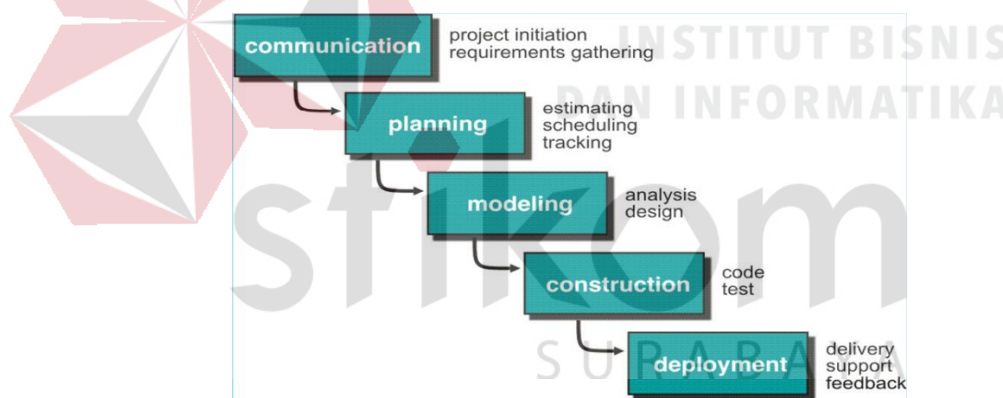 communication
project initiation
requirements gathering
INSTITUT BISNIS
DAN INFORMATIKA
planning
estimating
scheduling
tracking
stikom
modeling
analysis
design
construction
code
test
SURABAYA
deployment
delivery
support
feedback